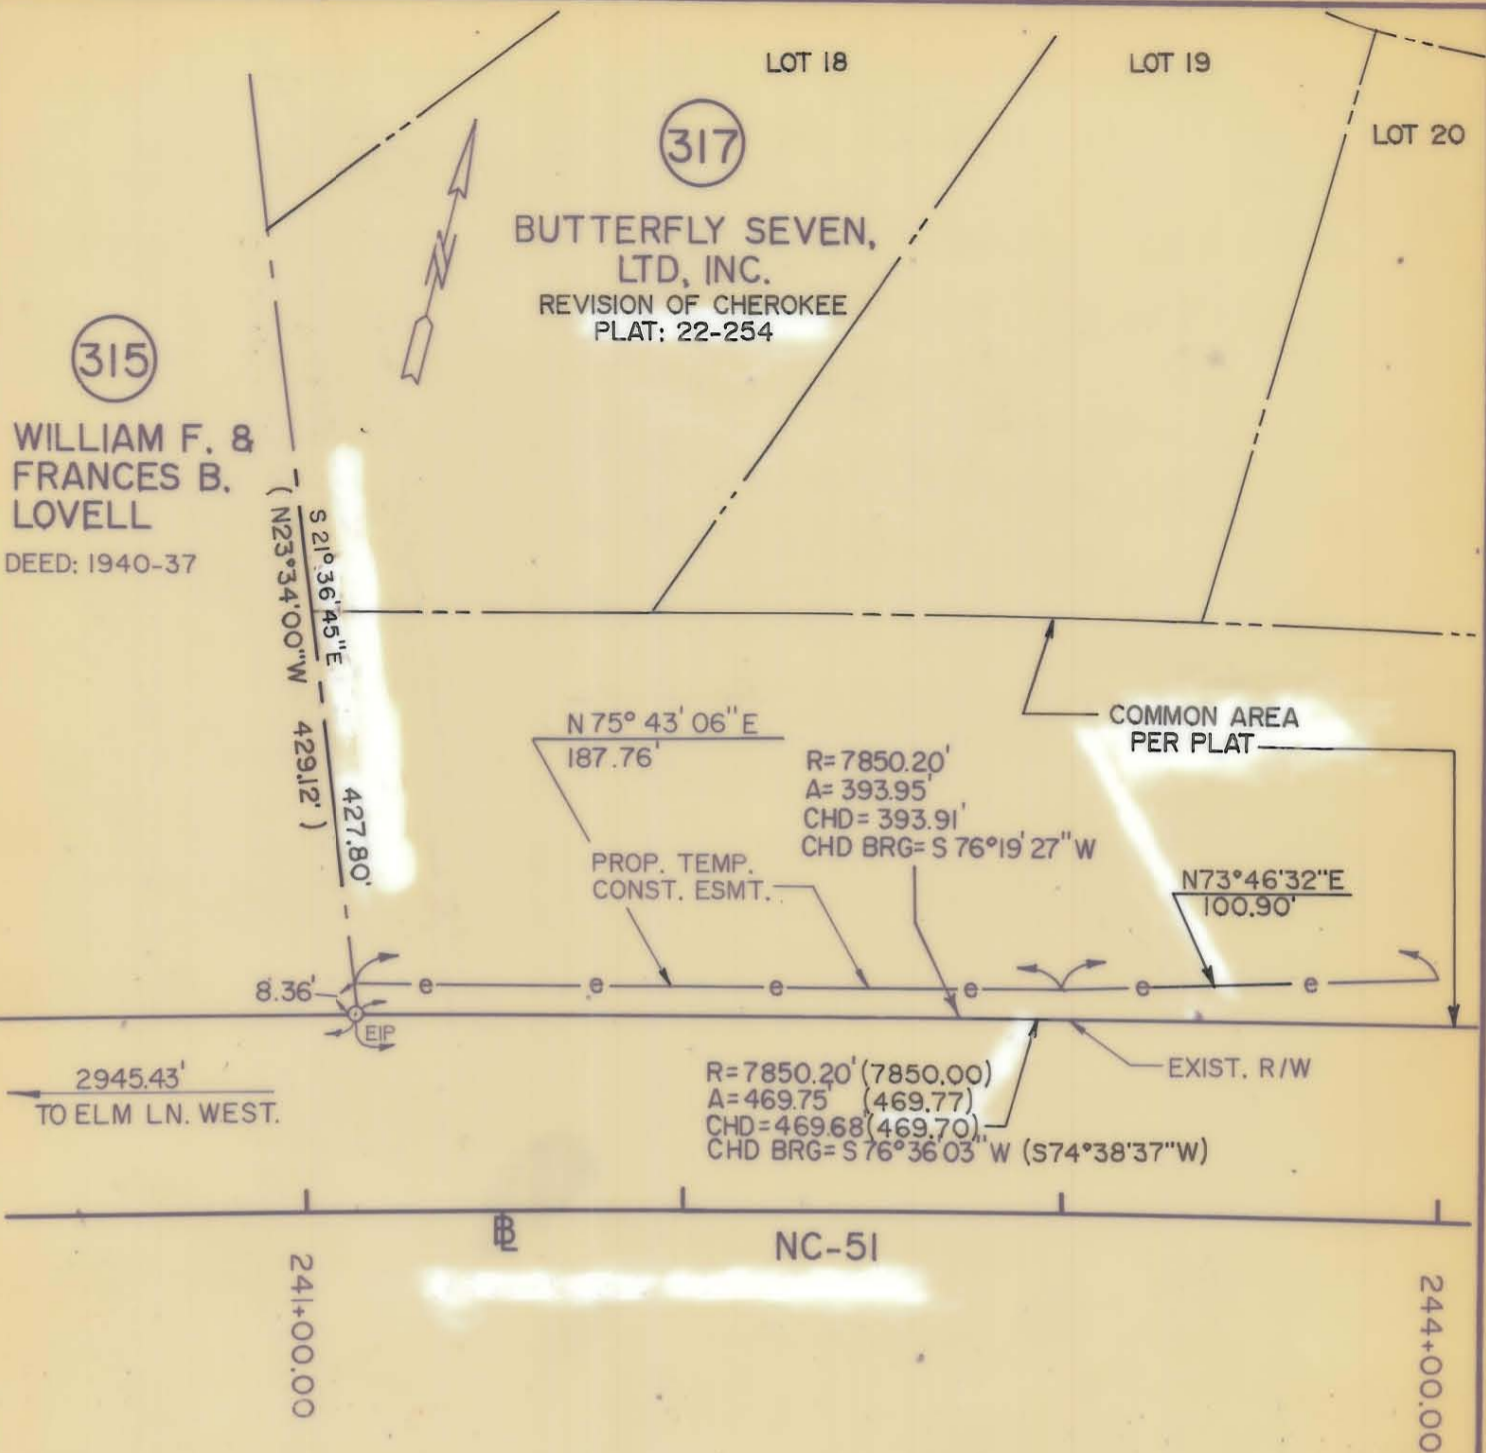 LOT 18
LOT 19
LOT 20
317
BUTTERFLY SEVEN,
LTD, INC.
REVISION OF CHEROKEE
PLAT: 22-254
N
315
WILLIAM F. &
FRANCES B.
LOVELL
DEED: 1940-37
S 21° 36' 45" E 427.80'
( N23°34'00"W 429.12' )
COMMON AREA
PER PLAT
N 75° 43' 06" E
187.76'
R= 7850.20'
A= 393.95'
CHD= 393.91'
CHD BRG= S 76°19' 27" W
PROP. TEMP.
CONST. ESMT.
N73°46'32"E
100.90'
8.36'
e e e e e e
EIP
2945.43'
TO ELM LN. WEST.
R=7850.20' (7850.00)
A=469.75' (469.77)
CHD=469.68'(469.70)
CHD BRG= S 76°36'03" W (S74°38'37"W)
EXIST. R/W
BL
NC-51
241+00.00
244+00.00